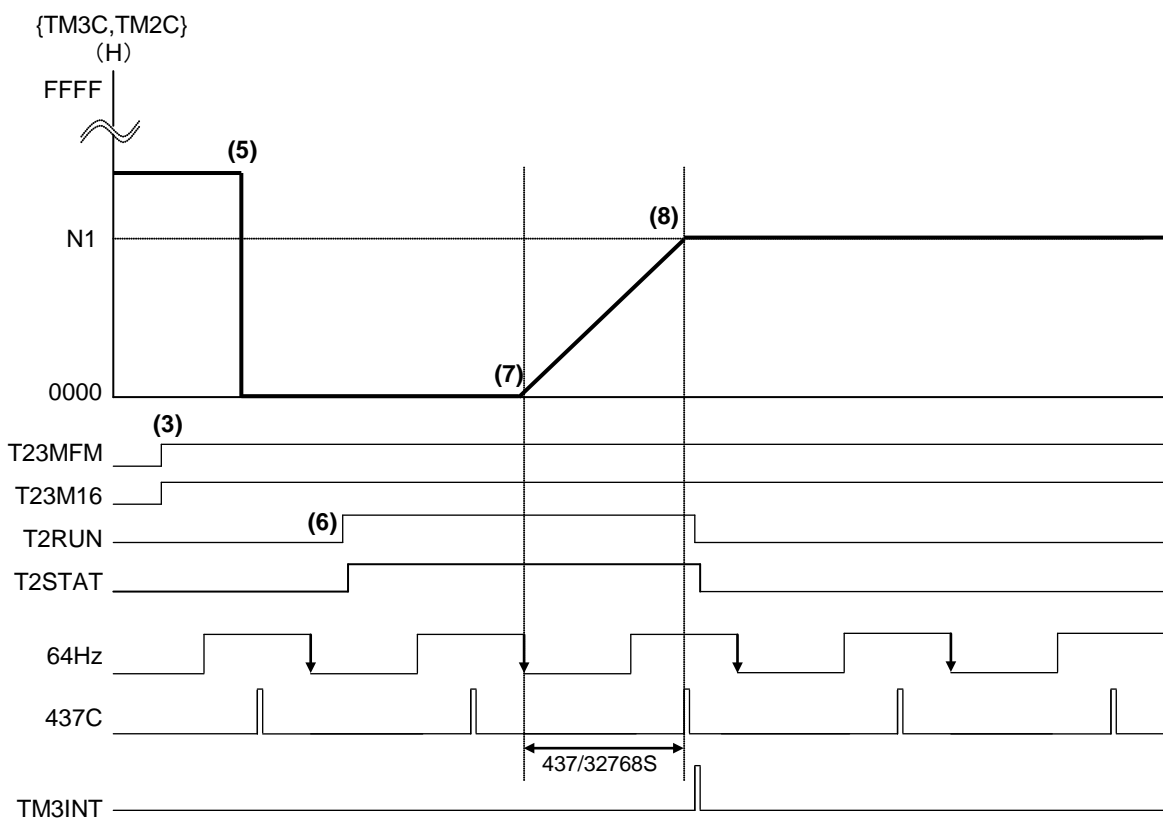 {TM3C,TM2C}
（H）
FFFF
(5)
(8)
N1
(7)
0000
(3)
T23MFM
T23M16
(6)
T2RUN
T2STAT
64Hz
437C
437/32768S
TM3INT